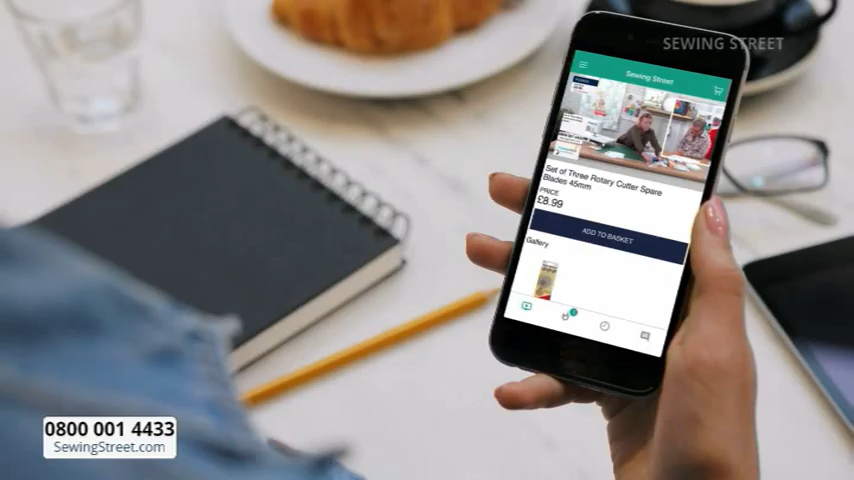 SEWING STREET
Sewing Street
Set of Three Rotary Cutter Spare
Blades 45mm
PRICE
£8.99
ADD TO BASKET
Gallery
0800 001 4433
SewingStreet.com